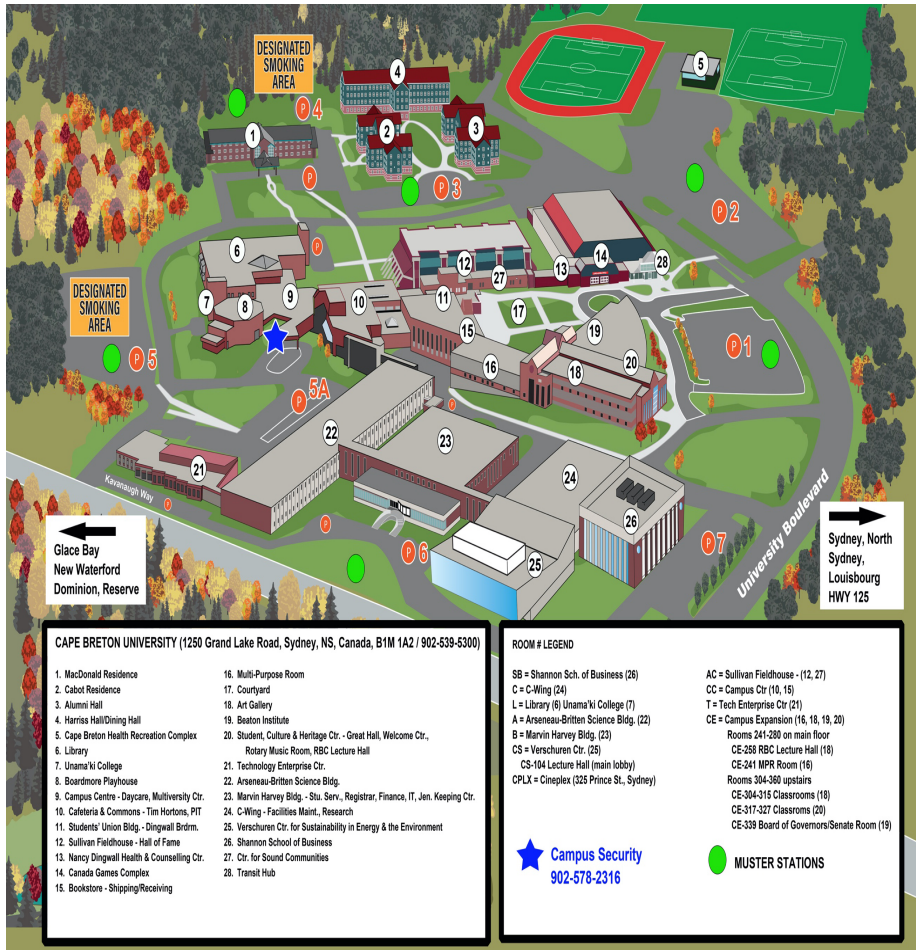 DESIGNATED
SMOKING
AREA
P 4
4
5
1
2
3
P
P 3
P 2
6
P
12
13
14
28
27
DESIGNATED
SMOKING
AREA
7
8
9
10
11
17
15
19
16
18
20
P 1
P 5
P 5A
P
22
23
21
24
26
Kavanaugh Way
P
P
P 6
25
P 7
University Boulevard
Glace Bay
New Waterford
Dominion, Reserve
Sydney, North
Sydney,
Louisbourg
HWY 125
CAPE BRETON UNIVERSITY (1250 Grand Lake Road, Sydney, NS, Canada, B1M 1A2 / 902-539-5300)
1. MacDonald Residence
2. Cabot Residence
3. Alumni Hall
4. Harriss Hall/Dining Hall
5. Cape Breton Health Recreation Complex
6. Library
7. Unama'ki College
8. Boardmore Playhouse
9. Campus Centre - Daycare, Multiversity Ctr.
10. Cafeteria & Commons - Tim Hortons, PIT
11. Students' Union Bldg. - Dingwall Brdrm.
12. Sullivan Fieldhouse - Hall of Fame
13. Nancy Dingwall Health & Counselling Ctr.
14. Canada Games Complex
15. Bookstore - Shipping/Receiving
16. Multi-Purpose Room
17. Courtyard
18. Art Gallery
19. Beaton Institute
20. Student, Culture & Heritage Ctr. - Great Hall, Welcome Ctr.,
Rotary Music Room, RBC Lecture Hall
21. Technology Enterprise Ctr.
22. Arseneau-Britten Science Bldg.
23. Marvin Harvey Bldg. - Stu. Serv., Registrar, Finance, IT, Jen. Keeping Ctr.
24. C-Wing - Facilities Maint., Research
25. Verschuren Ctr. for Sustainability in Energy & the Environment
26. Shannon School of Business
27. Ctr. for Sound Communities
28. Transit Hub
ROOM # LEGEND
SB = Shannon Sch. of Business (26)
C = C-Wing (24)
L = Library (6) Unama'ki College (7)
A = Arseneau-Britten Science Bldg. (22)
B = Marvin Harvey Bldg. (23)
CS = Verschuren Ctr. (25)
CS-104 Lecture Hall (main lobby)
CPLX = Cineplex (325 Prince St., Sydney)
AC = Sullivan Fieldhouse - (12, 27)
CC = Campus Ctr (10, 15)
T = Tech Enterprise Ctr (21)
CE = Campus Expansion (16, 18, 19, 20)
Rooms 241-280 on main floor
CE-258 RBC Lecture Hall (18)
CE-241 MPR Room (16)
Rooms 304-360 upstairs
CE-304-315 Classrooms (18)
CE-317-327 Classroms (20)
CE-339 Board of Governors/Senate Room (19)
Campus Security
902-578-2316
MUSTER STATIONS